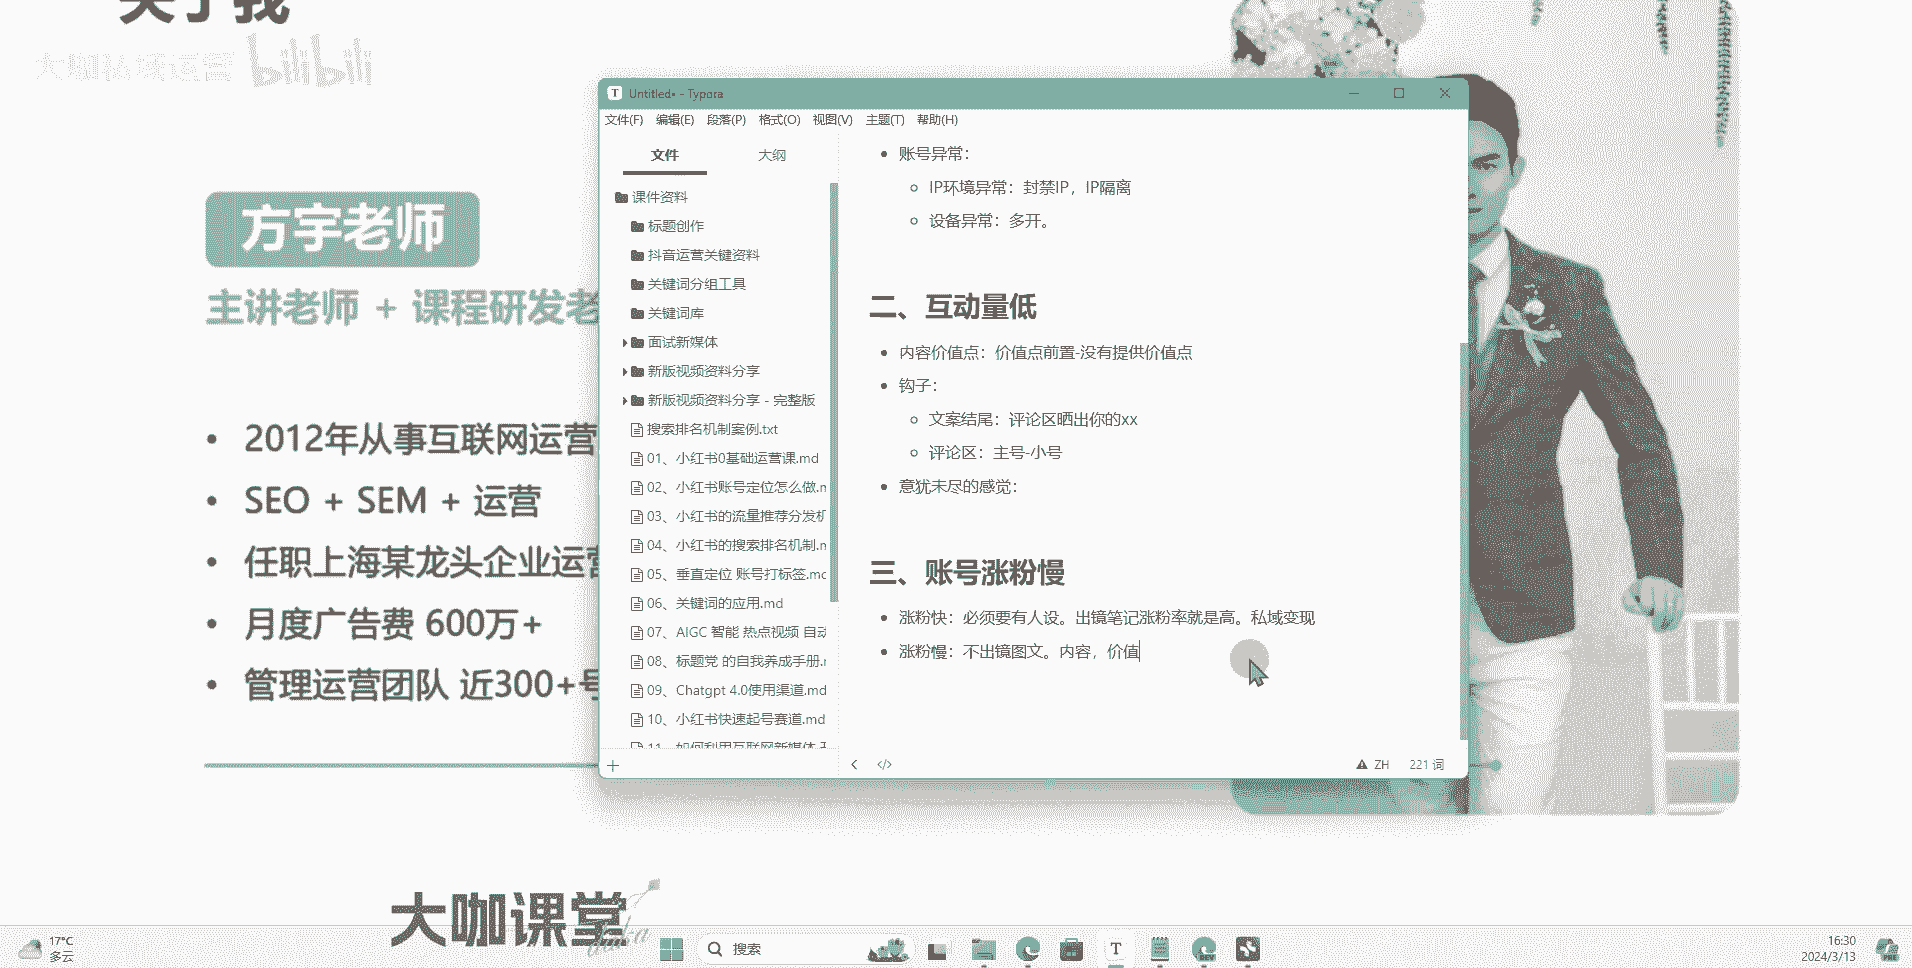 关于我
大咖私域运营 bilibili
方宇老师
主讲老师 + 课程研发老
2012年从事互联网运营
SEO + SEM + 运营
任职上海某龙头企业运营
月度广告费 600万+
管理运营团队 近300+号
大咖课堂
daka
Untitled• - Typora
文件(F) 编辑(E) 段落(P) 格式(O) 视图(V) 主题(T) 帮助(H)
文件 大纲
课件资料
标题创作
抖音运营关键资料
关键词分组工具
关键词库
面试新媒体
新版视频资料分享
新版视频资料分享 - 完整版
搜索排名机制案例.txt
01、小红书0基础运营课.md
02、小红书账号定位怎么做.m
03、小红书的流量推荐分发机
04、小红书的搜索排名机制.m
05、垂直定位 账号打标签.md
06、关键词的应用.md
07、AIGC 智能 热点视频 自动
08、标题党 的自我养成手册.m
09、Chatgpt 4.0使用渠道.md
10、小红书快速起号赛道.md
11、如何利用互联网新媒体
账号异常：
IP环境异常：封禁IP，IP隔离
设备异常：多开。
二、互动量低
内容价值点：价值点前置-没有提供价值点
钩子：
文案结尾：评论区晒出你的xx
评论区：主号-小号
意犹未尽的感觉：
三、账号涨粉慢
涨粉快：必须要有人设。出镜笔记涨粉率就是高。私域变现
涨粉慢：不出镜图文。内容，价值
ZH 221 词
17°C
多云
搜索
16:30
2024/3/13